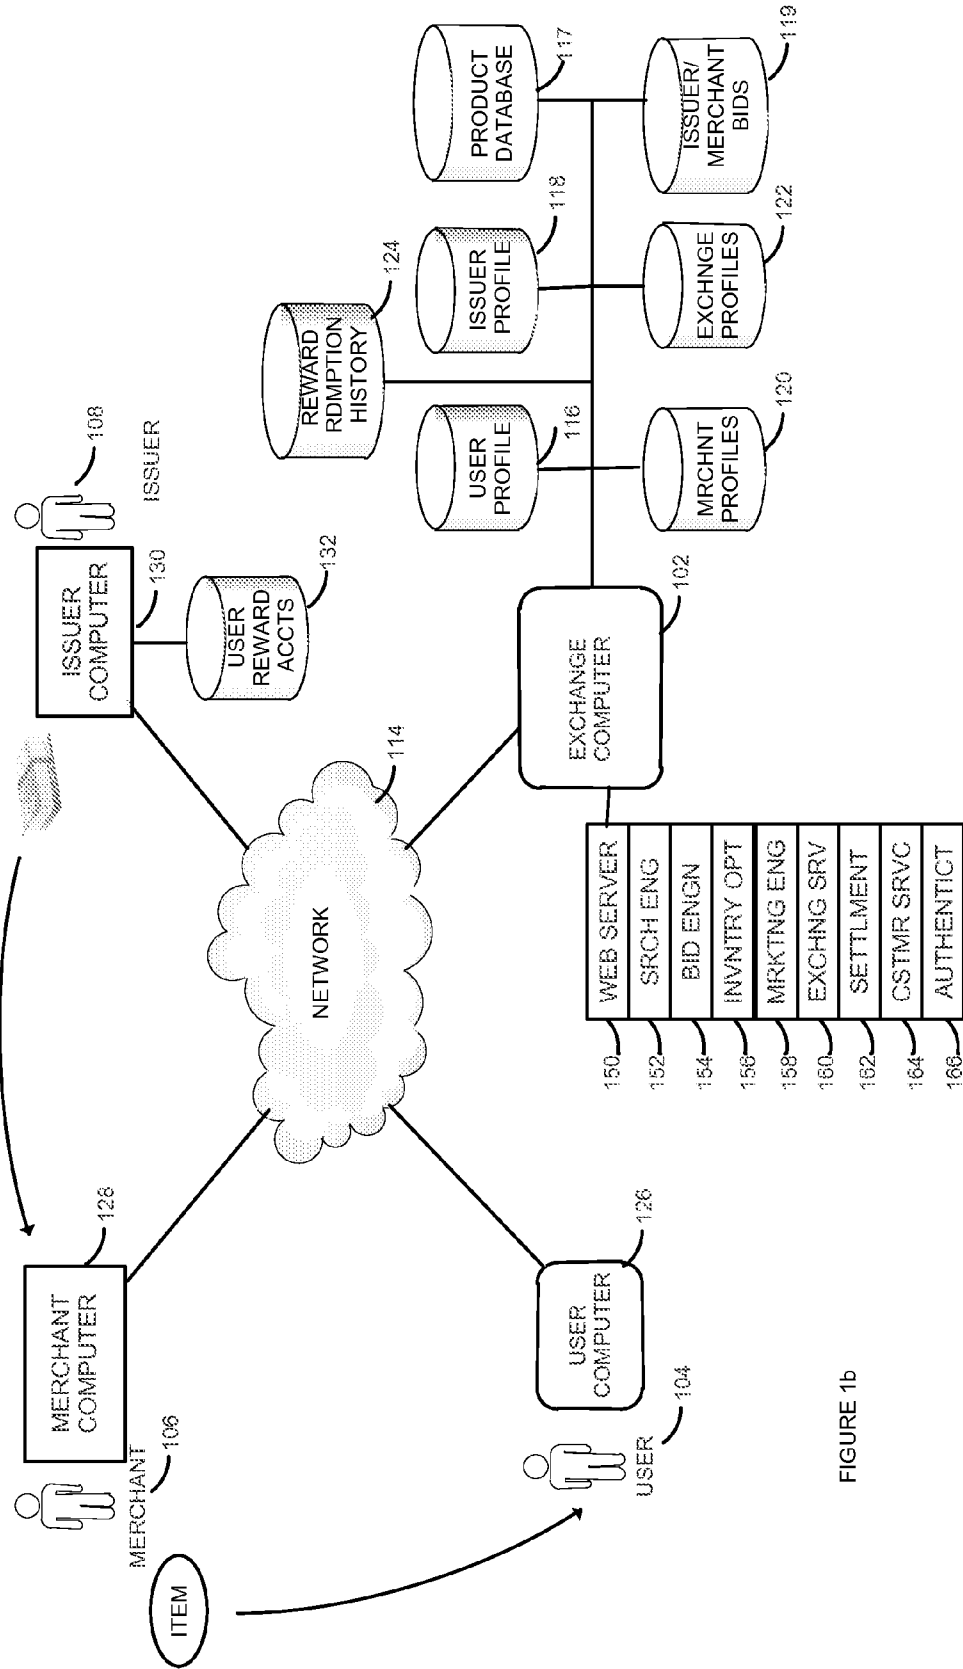 ITEM
MERCHANT
106
MERCHANT
COMPUTER
128
ISSUER
COMPUTER
130
108
ISSUER
USER
REWARD
ACCTS
132
NETWORK
114
USER
104
USER
COMPUTER
126
EXCHANGE
COMPUTER
102
REWARD
RDMPTION
HISTORY
124
USER
PROFILE
116
ISSUER
PROFILE
118
PRODUCT
DATABASE
117
MRCHNT
PROFILES
120
EXCHNGE
PROFILES
122
ISSUER/
MERCHANT
BIDS
119
150 WEB SERVER
152 SRCH ENG
154 BID ENGN
156 INVNTRY OPT
158 MRKTNG ENG
160 EXCHNG SRV
162 SETTLMENT
164 CSTMR SRVC
166 AUTHENTICT
FIGURE 1b